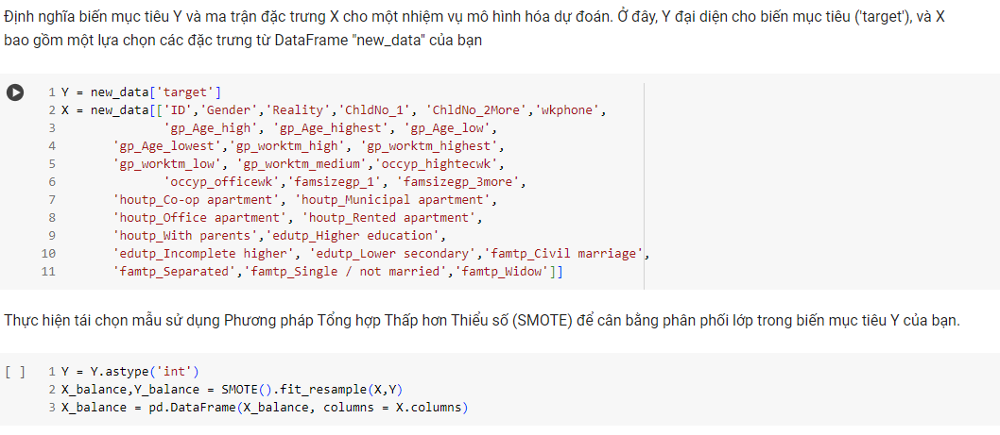 Định nghĩa biến mục tiêu Y và ma trận đặc trưng X cho một nhiệm vụ mô hình hóa dự đoán. Ở đây, Y đại diện cho biến mục tiêu ('target'), và X
bao gồm một lựa chọn các đặc trưng từ DataFrame "new_data" của bạn
1 Y = new_data['target']
2 X = new_data[['ID','Gender','Reality','ChldNo_1', 'ChldNo_2More','wkphone',
3 'gp_Age_high', 'gp_Age_highest', 'gp_Age_low',
4 'gp_Age_lowest','gp_worktm_high', 'gp_worktm_highest',
5 'gp_worktm_low', 'gp_worktm_medium','occyp_hightecwk',
6 'occyp_officewk','famsizegp_1', 'famsizegp_3more',
7 'houtp_Co-op apartment', 'houtp_Municipal apartment',
8 'houtp_Office apartment', 'houtp_Rented apartment',
9 'houtp_With parents','edutp_Higher education',
10 'edutp_Incomplete higher', 'edutp_Lower secondary','famtp_Civil marriage',
11 'famtp_Separated','famtp_Single / not married','famtp_Widow']]
Thực hiện tái chọn mẫu sử dụng Phương pháp Tổng hợp Thấp hơn Thiểu số (SMOTE) để cân bằng phân phối lớp trong biến mục tiêu Y của bạn.
[ ] 1 Y = Y.astype('int')
2 X_balance,Y_balance = SMOTE().fit_resample(X,Y)
3 X_balance = pd.DataFrame(X_balance, columns = X.columns)